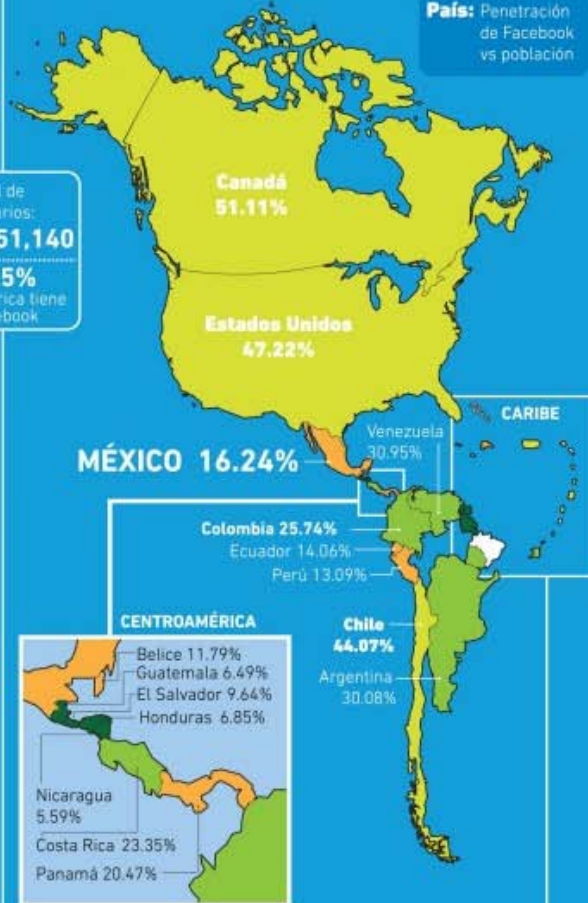 País: Penetración
de Facebook
vs población
Canadá
51.11%
de
51,140
5%
tiene
Estados Unidos
47.22%
CARIBE
Venezuela
30.95%
MÉXICO 16.24%
Colombia 25.74%
Ecuador 14.06%
Perú 13.09%
Chile
44.07%
Argentina
30.08%
CENTROAMÉRICA
Belice 11.79%
Guatemala 6.49%
El Salvador 9.64%
Honduras 6.85%
Nicaragua
5.59%
Costa Rica 23.35%
Panamá 20.47%